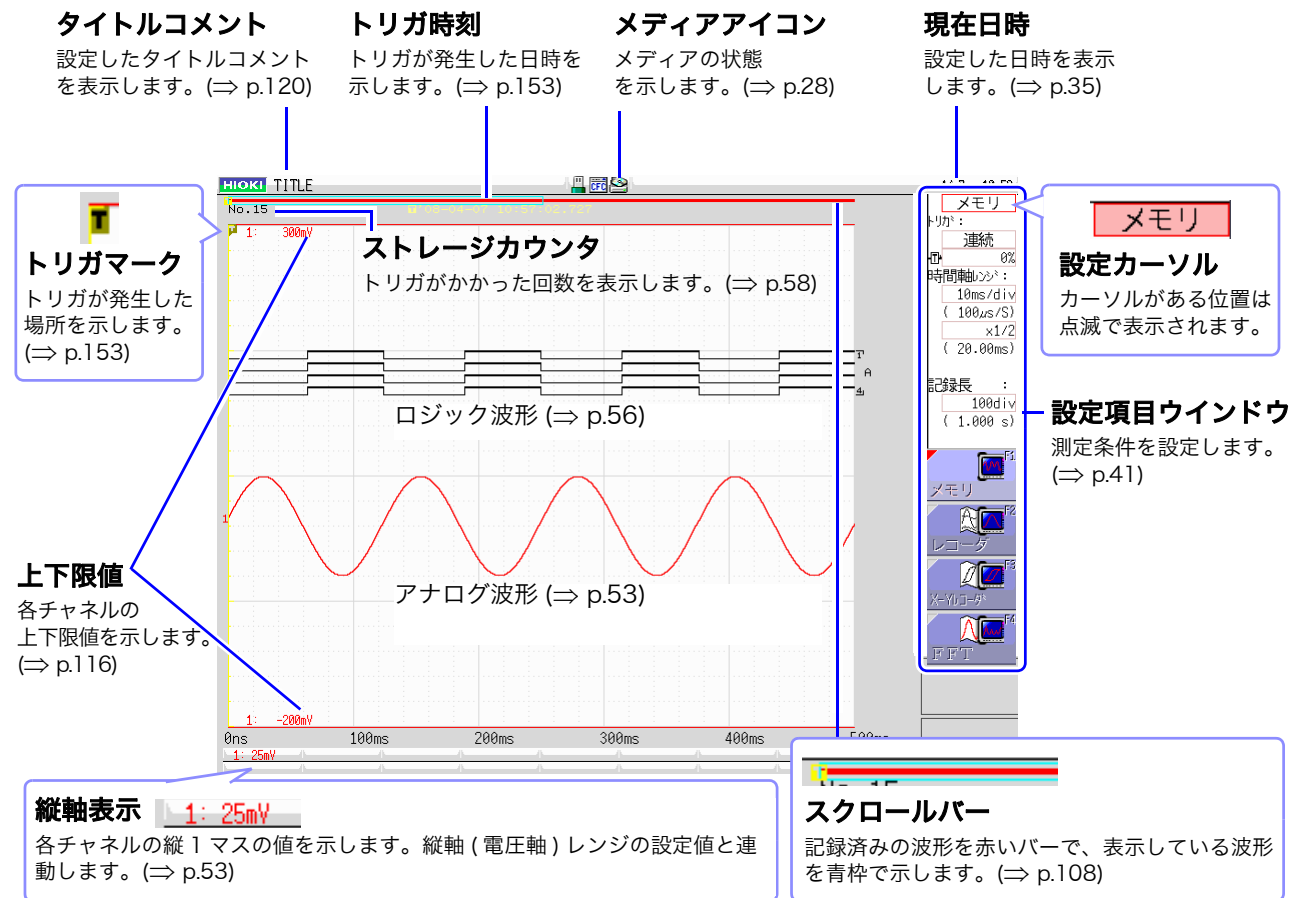 タイトルコメント
設定したタイトルコメント
を表示します。(⇒ p.120)
トリガ時刻
トリガが発生した日時を
示します。(⇒ p.153)
メディアアイコン
メディアの状態
を示します。(⇒ p.28)
現在日時
設定した日時を表示
します。(⇒ p.35)
HIOKI TITLE
CFC
T
トリガマーク
トリガが発生した
場所を示します。
(⇒ p.153)
No.15
'08-04-07 10:57:02.727
1: 300mV
ストレージカウンタ
トリガがかかった回数を表示します。(⇒ p.58)
ロジック波形 (⇒ p.56)
A
1
アナログ波形 (⇒ p.53)
上下限値
各チャネルの
上下限値を示します。
(⇒ p.116)
1: -200mV
0ns 100ms 200ms 300ms 400ms
1: 25mV
メモリ
トリガ:
連続
T
0%
時間軸レンジ:
10ms/div
( 100µs/S)
x1/2
( 20.00ms)
記録長 :
100div
( 1.000 s)
F1
メモリ
F2
レコーダ
F3
X-Yレコーダ
F4
FFT
メモリ
設定カーソル
カーソルがある位置は
点滅で表示されます。
設定項目ウインドウ
測定条件を設定します。
(⇒ p.41)
縦軸表示 1: 25mV
各チャネルの縦 1 マスの値を示します。縦軸 ( 電圧軸 ) レンジの設定値と連
動します。(⇒ p.53)
スクロールバー
記録済みの波形を赤いバーで、表示している波形
を青枠で示します。(⇒ p.108)